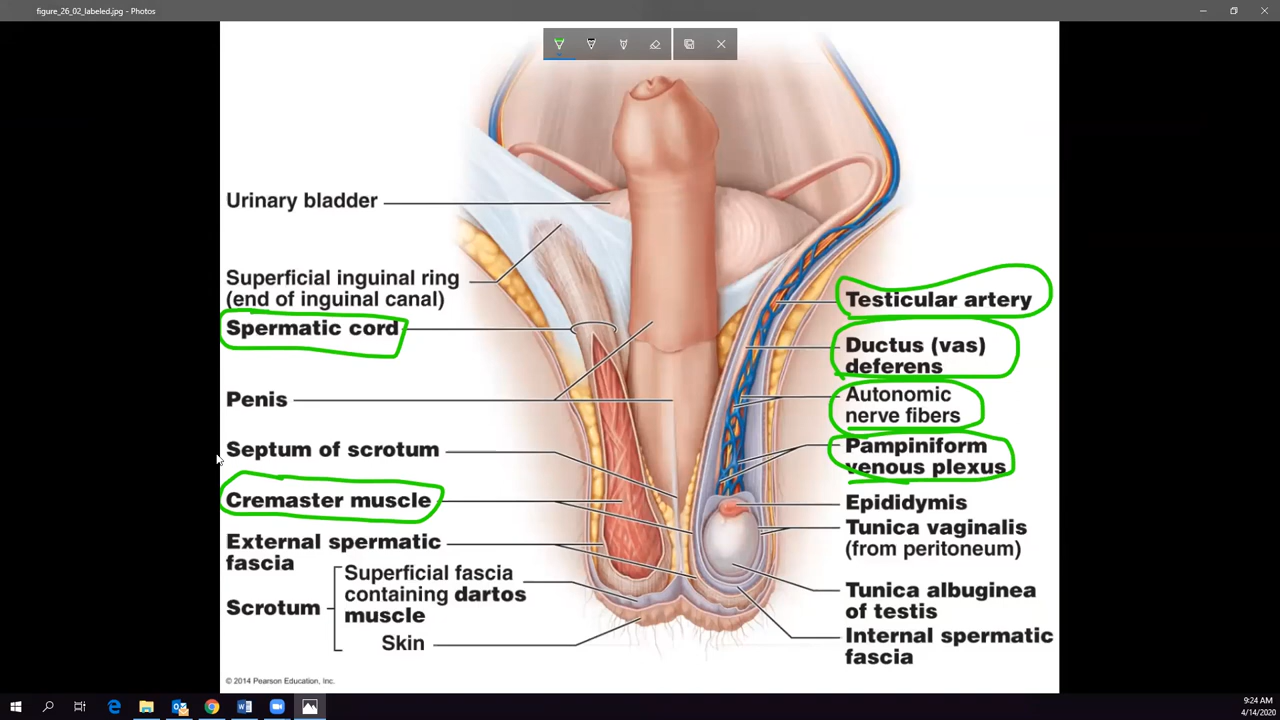 figure_26_02_labeled.jpg - Photos
Urinary bladder
Superficial inguinal ring
(end of inguinal canal)
Spermatic cord
Penis
Septum of scrotum
Cremaster muscle
External spermatic
fascia
Scrotum
Superficial fascia
containing dartos
muscle
Skin
Testicular artery
Ductus (vas)
deferens
Autonomic
nerve fibers
Pampiniform
venous plexus
Epididymis
Tunica vaginalis
(from peritoneum)
Tunica albuginea
of testis
Internal spermatic
fascia
© 2014 Pearson Education, Inc.
9:24 AM
4/14/2020